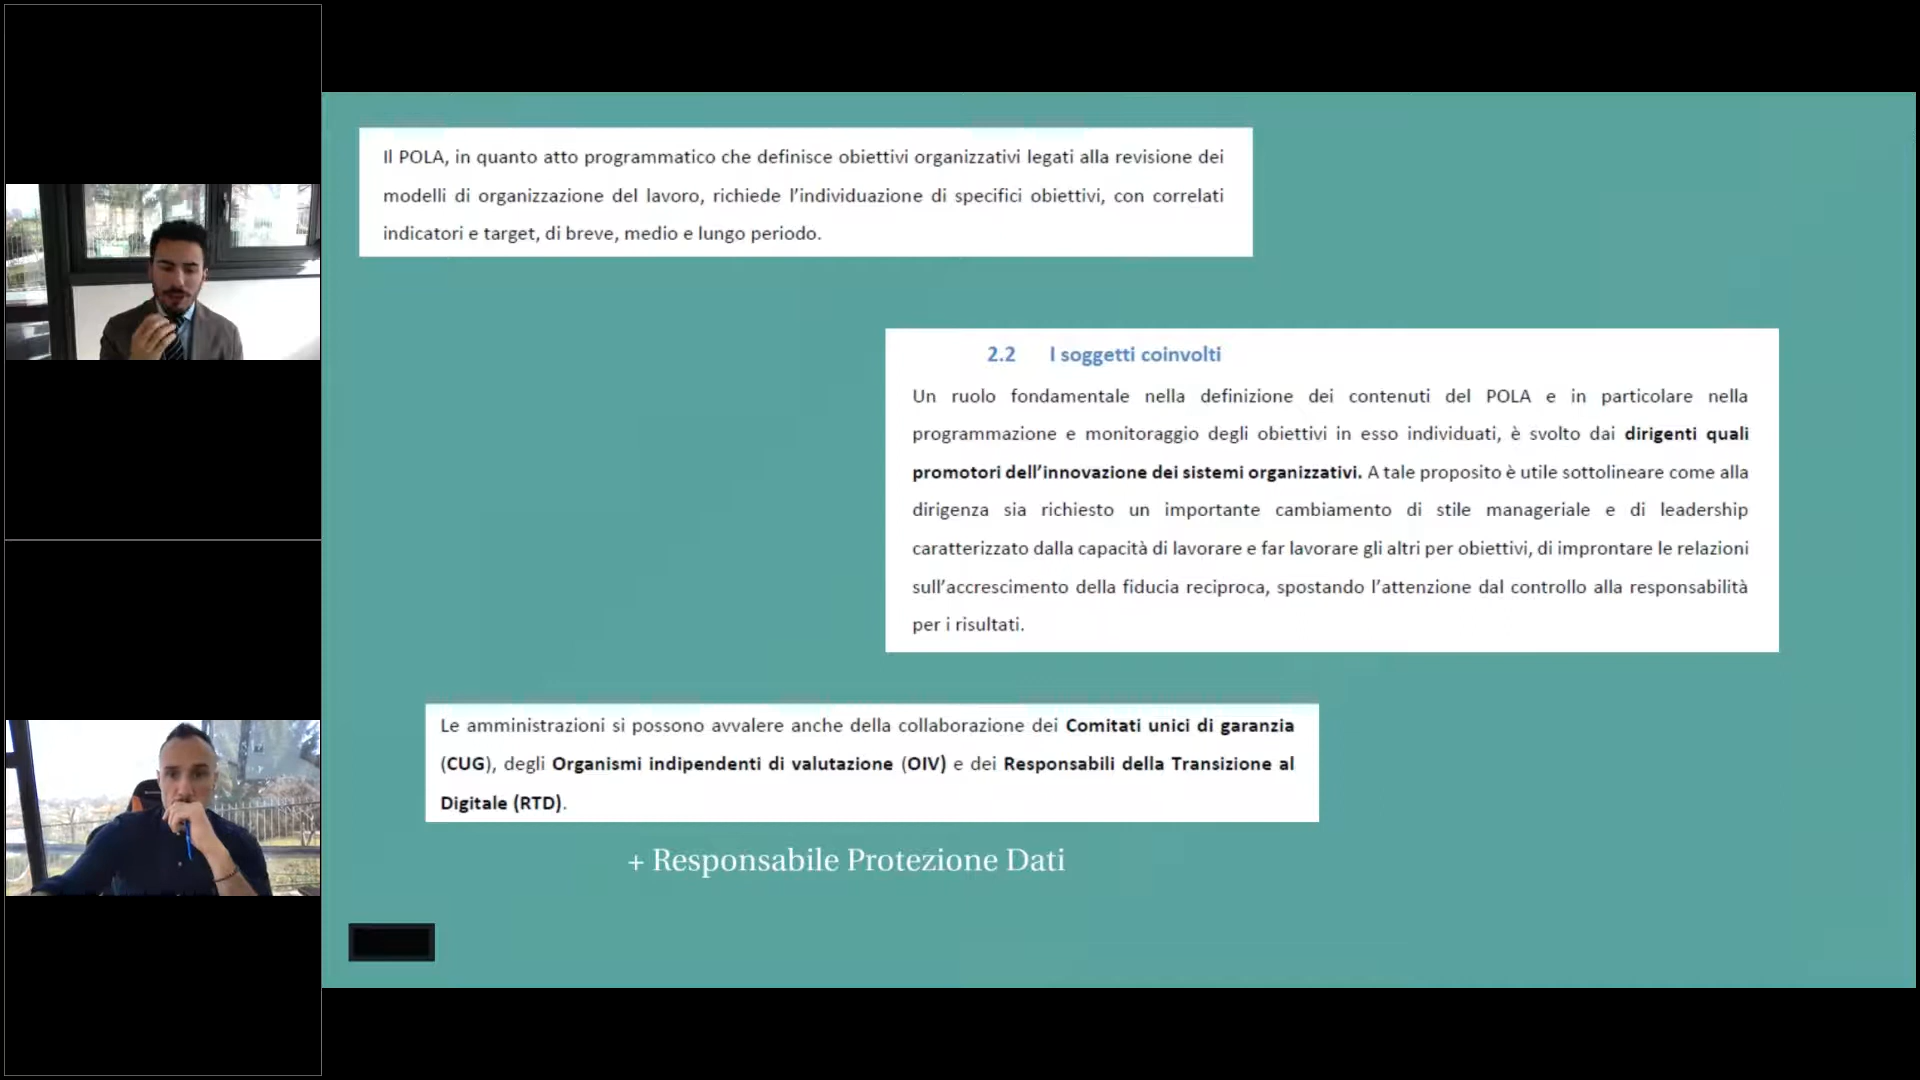 Il POLA, in quanto atto programmatico che definisce obiettivi organizzativi legati alla revisione dei
modelli di organizzazione del lavoro, richiede l’individuazione di specifici obiettivi, con correlati
indicatori e target, di breve, medio e lungo periodo.
2.2 I soggetti coinvolti
Un ruolo fondamentale nella definizione dei contenuti del POLA e in particolare nella
programmazione e monitoraggio degli obiettivi in esso individuati, è svolto dai dirigenti quali
promotori dell’innovazione dei sistemi organizzativi. A tale proposito è utile sottolineare come alla
dirigenza sia richiesto un importante cambiamento di stile manageriale e di leadership
caratterizzato dalla capacità di lavorare e far lavorare gli altri per obiettivi, di improntare le relazioni
sull’accrescimento della fiducia reciproca, spostando l’attenzione dal controllo alla responsabilità
per i risultati.
Le amministrazioni si possono avvalere anche della collaborazione dei Comitati unici di garanzia
(CUG), degli Organismi indipendenti di valutazione (OIV) e dei Responsabili della Transizione al
Digitale (RTD).
+ Responsabile Protezione Dati